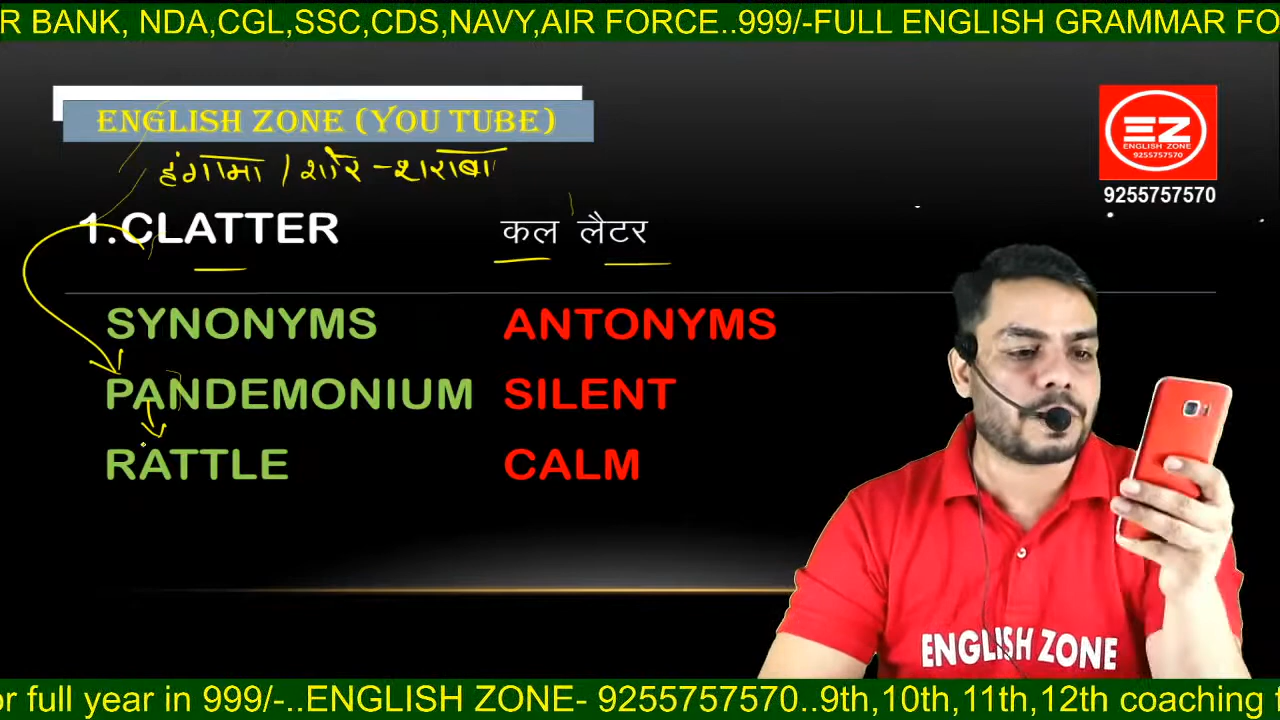 R BANK, NDA,CGL,SSC,CDS,NAVY,AIR FORCE..999/-FULL ENGLISH GRAMMAR FO
ENGLISH ZONE (YOU TUBE)
हंगामा / शोर - शराबा
EZ
ENGLISH ZONE
9255757570
9255757570
1.CLATTER कल लैटर
SYNONYMS ANTONYMS
PANDEMONIUM SILENT
RATTLE CALM
ENGLISH ZONE
or full year in 999/-..ENGLISH ZONE- 9255757570..9th,10th,11th,12th coaching